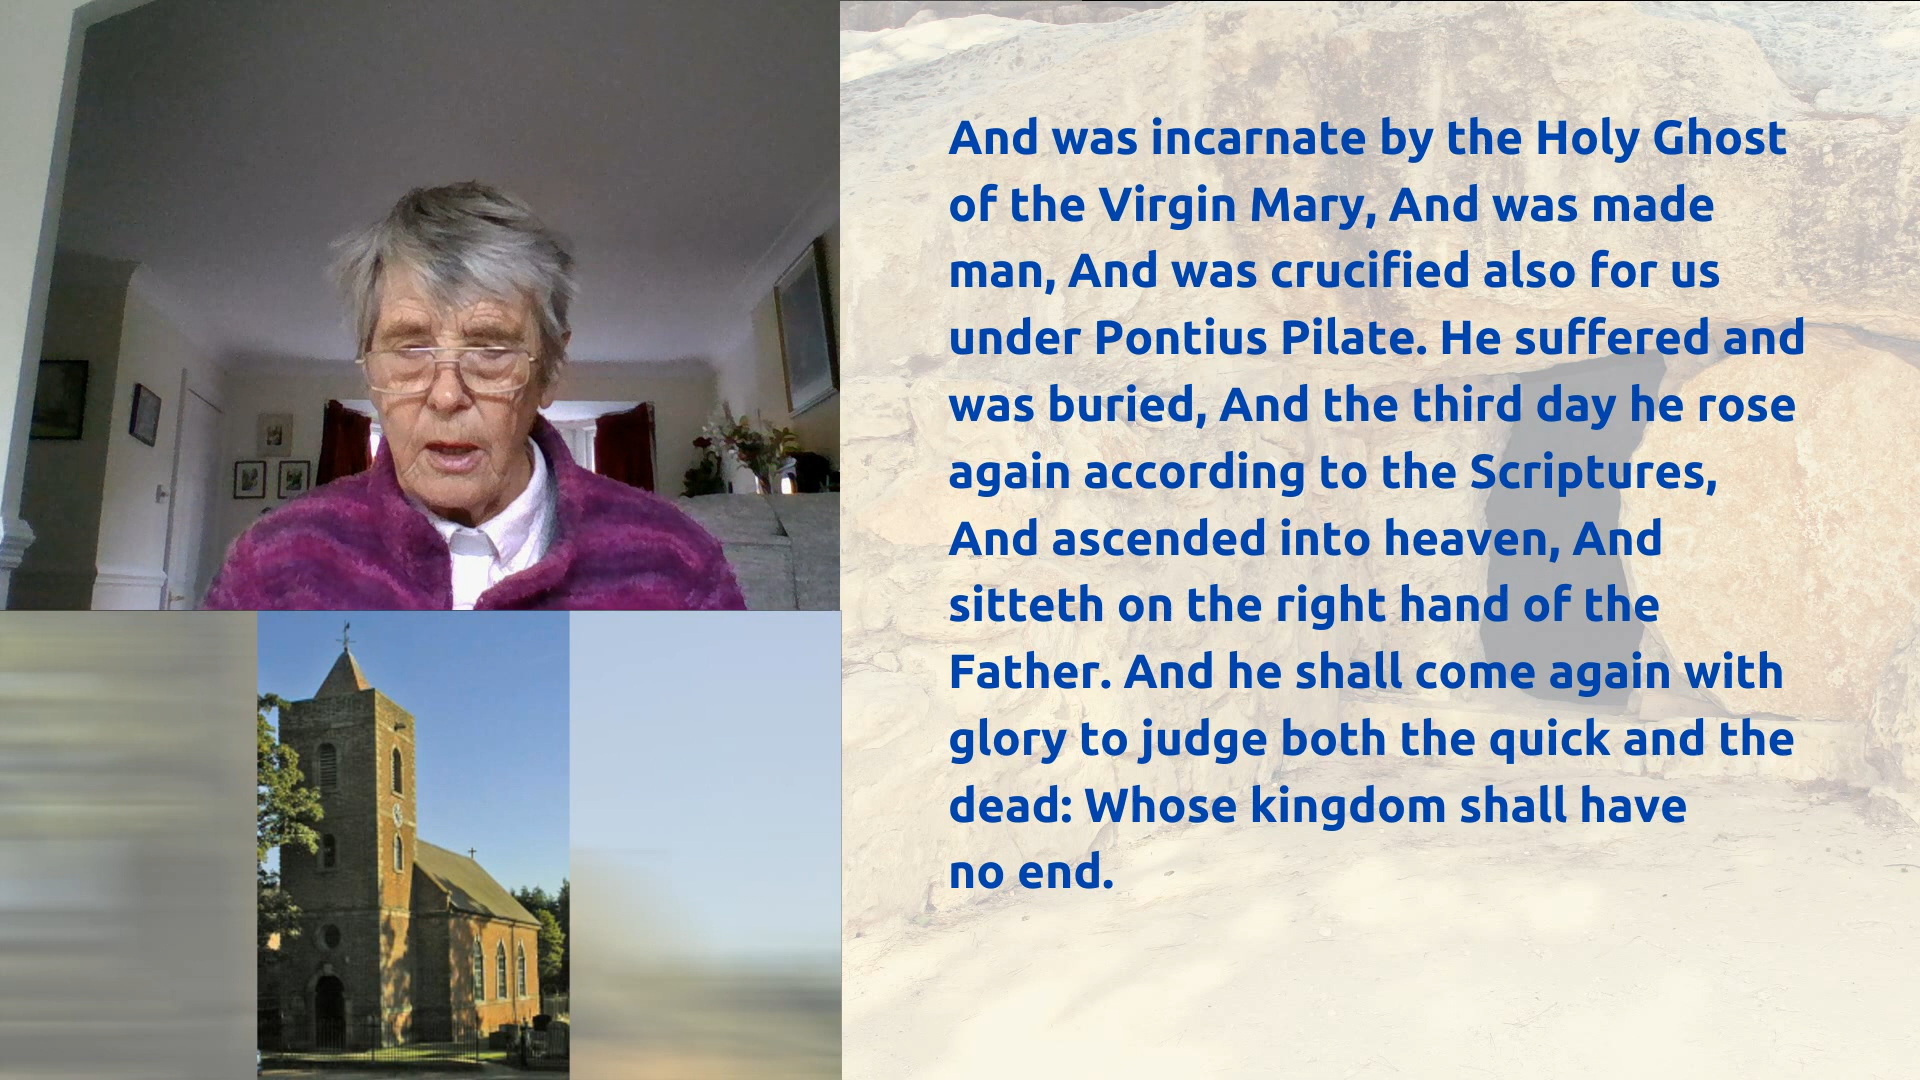 And was incarnate by the Holy Ghost
of the Virgin Mary, And was made
man, And was crucified also for us
under Pontius Pilate. He suffered and
was buried, And the third day he rose
again according to the Scriptures,
And ascended into heaven, And
sitteth on the right hand of the
Father. And he shall come again with
glory to judge both the quick and the
dead: Whose kingdom shall have
no end.